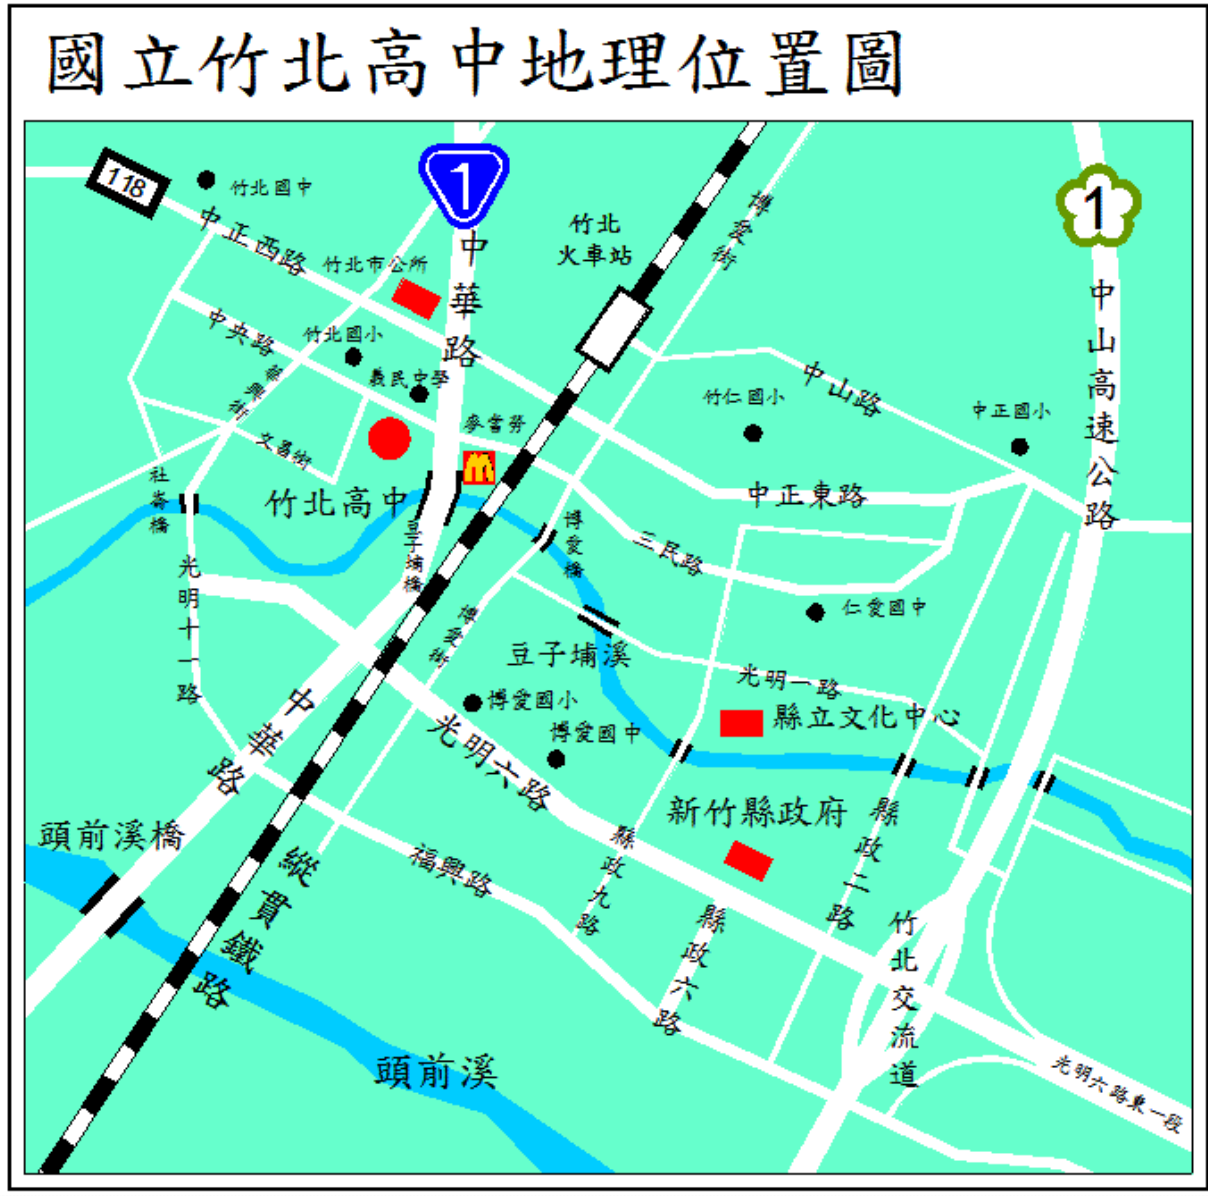 國立竹北高中地理位置圖
118
竹北國中
1
1
中正西路
中華路
竹北
火車站
博愛街
竹北市公所
中山高速公路
中央路
竹北國小
義民中學
華興街
麥當勞
竹仁國小
中山路
中正國小
文昌街
竹北高中
社崙橋
豆子埔橋
博愛橋
中正東路
三民路
光明十一路
博愛街
仁愛國中
豆子埔溪
光明一路
博愛國小
縣立文化中心
博愛國中
中華路
光明六路
新竹縣政府
頭前溪橋
縱貫鐵路
福興路
縣政九路
縣政二路
縣政六路
竹北交流道
頭前溪
光明六路東一段